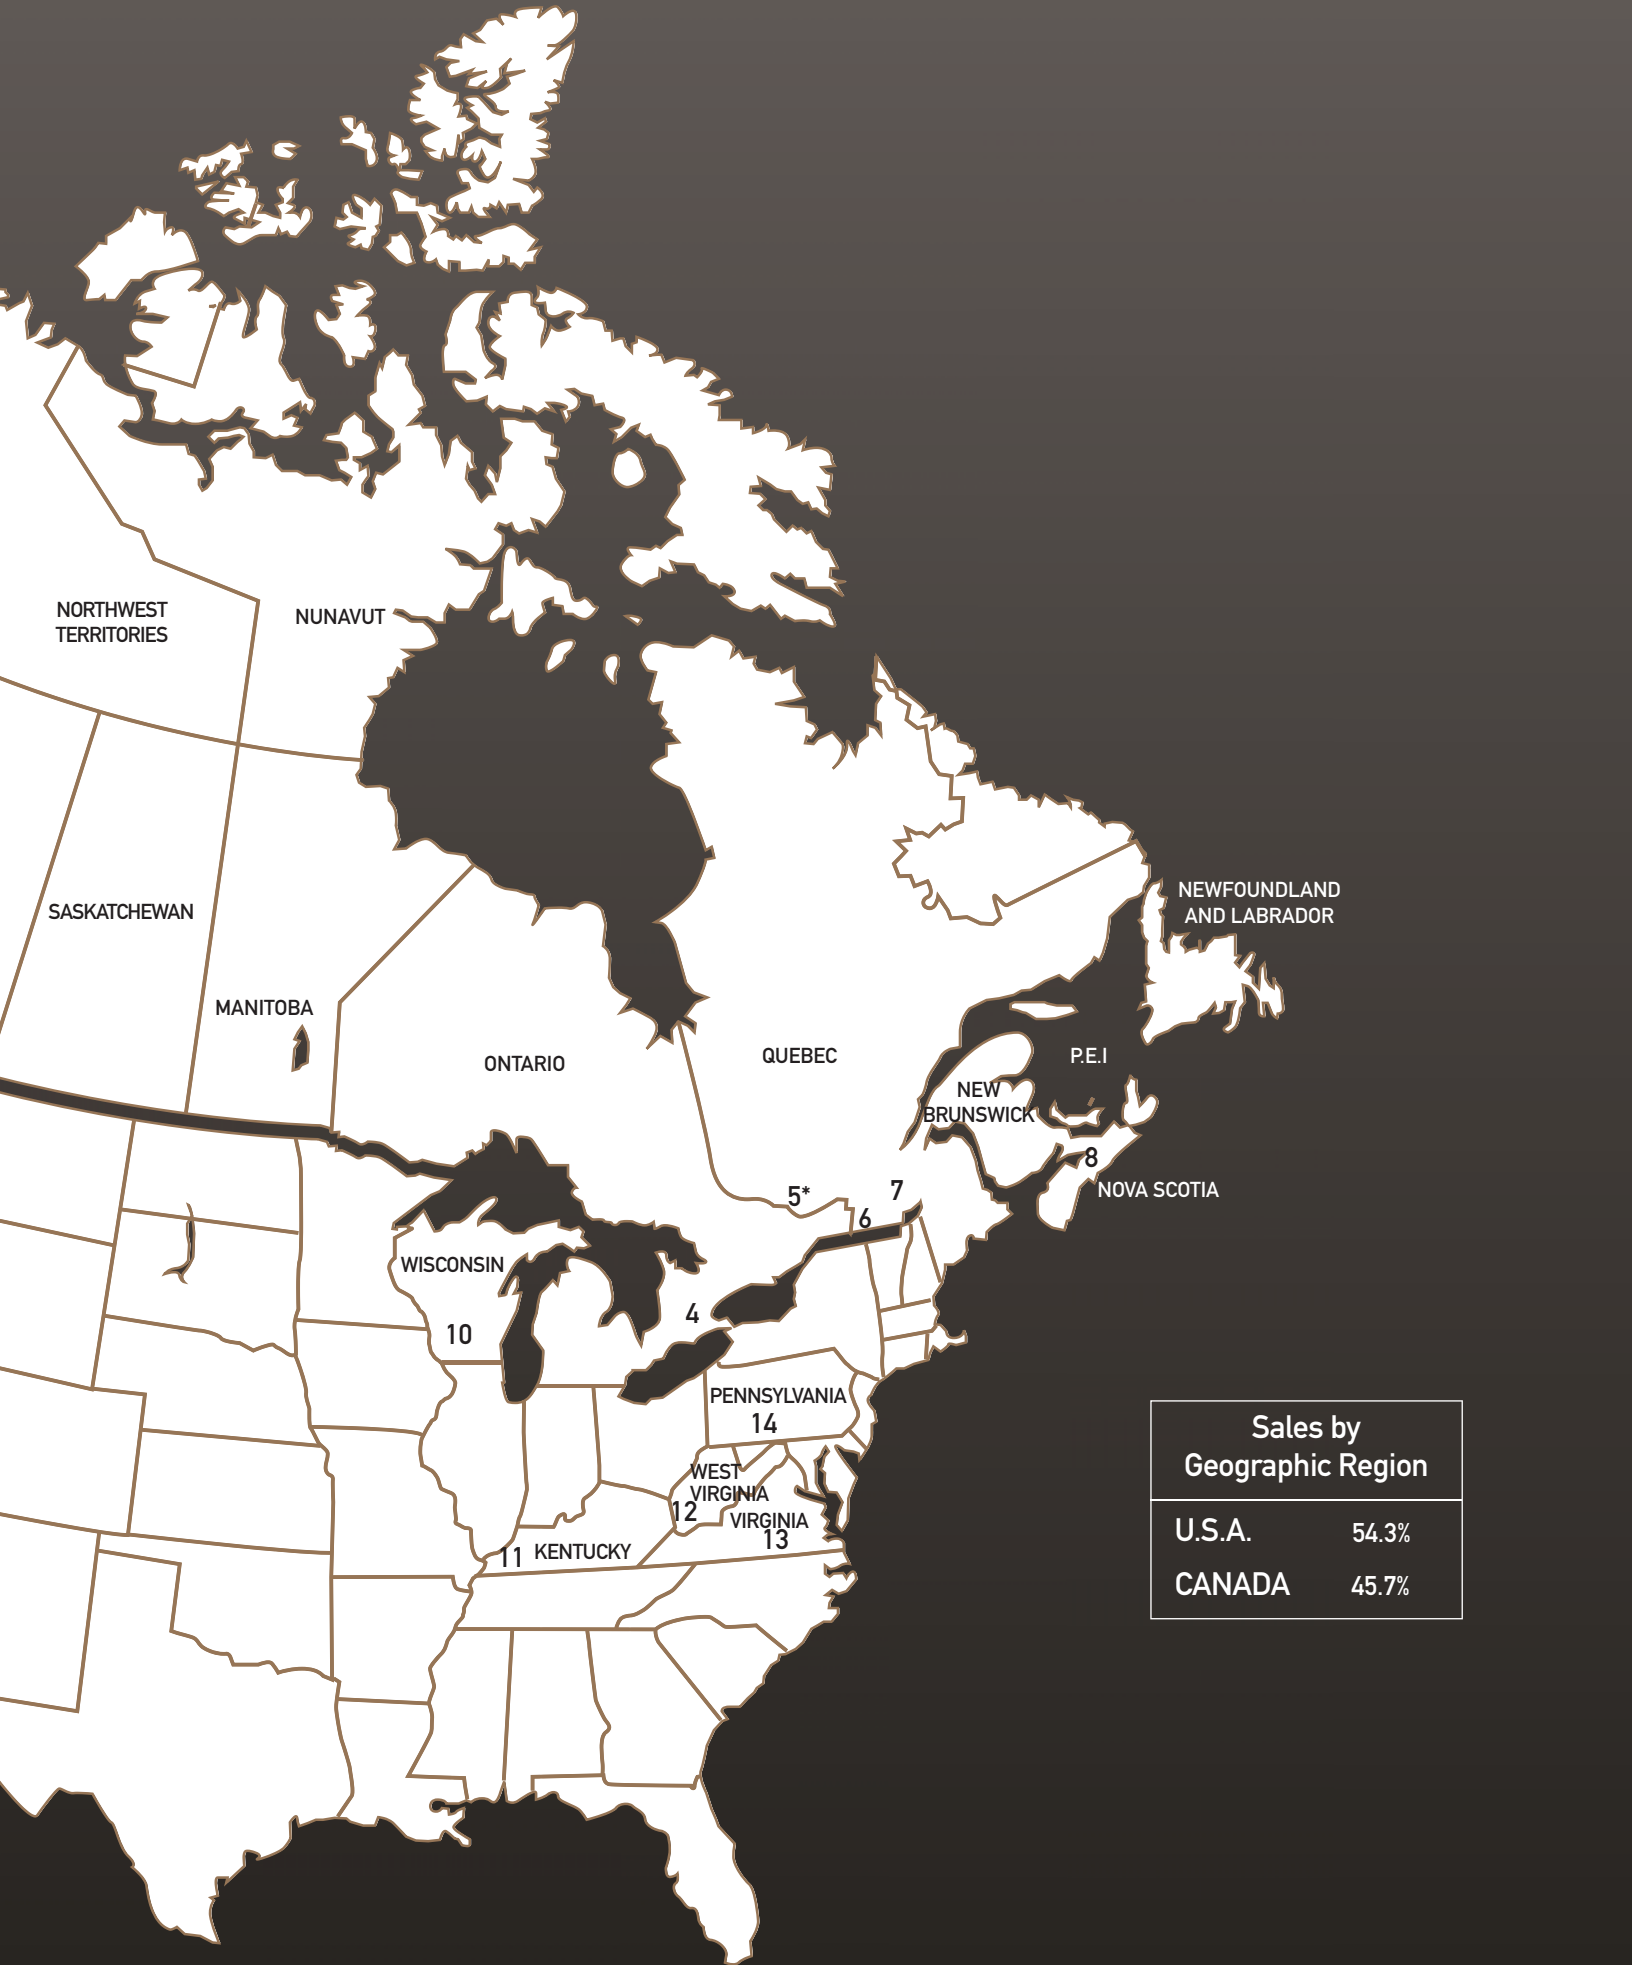 NORTHWEST
TERRITORIES
NUNAVUT
SASKATCHEWAN
NEWFOUNDLAND
AND LABRADOR
MANITOBA
ONTARIO
QUEBEC
P.E.I
NEW
BRUNSWICK
8
NOVA SCOTIA
5*
7
6
WISCONSIN
4
10
PENNSYLVANIA
14
WEST
VIRGINIA
12
VIRGINIA
13
11 KENTUCKY
Sales by
Geographic Region
U.S.A. 54.3%
CANADA 45.7%